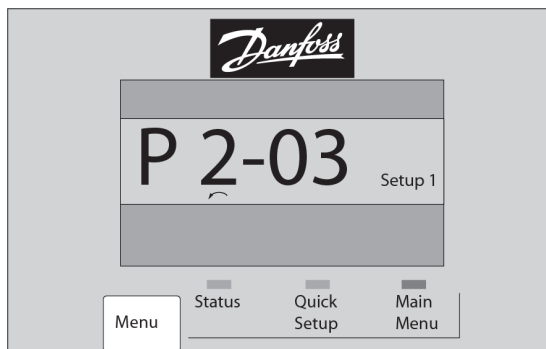 Danfoss
P 2-03
Setup 1
Status
Quick
Setup
Main
Menu
Menu